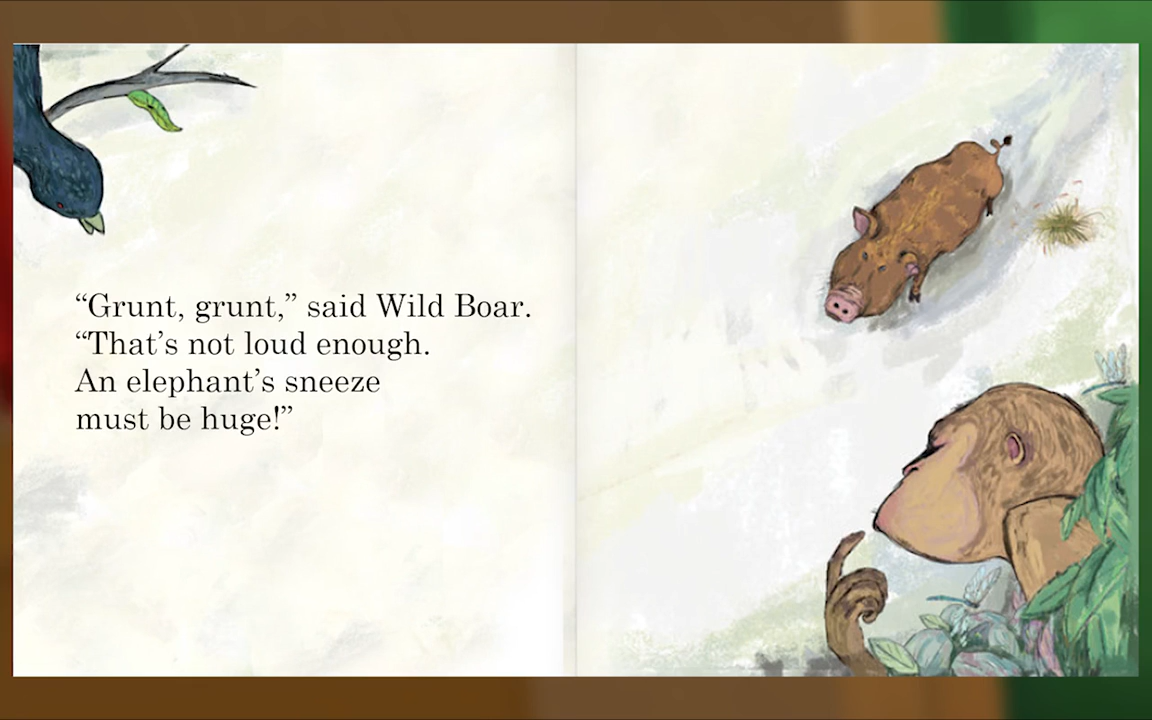 “Grunt, grunt,” said Wild Boar.
“That’s not loud enough.
An elephant’s sneeze
must be huge!”